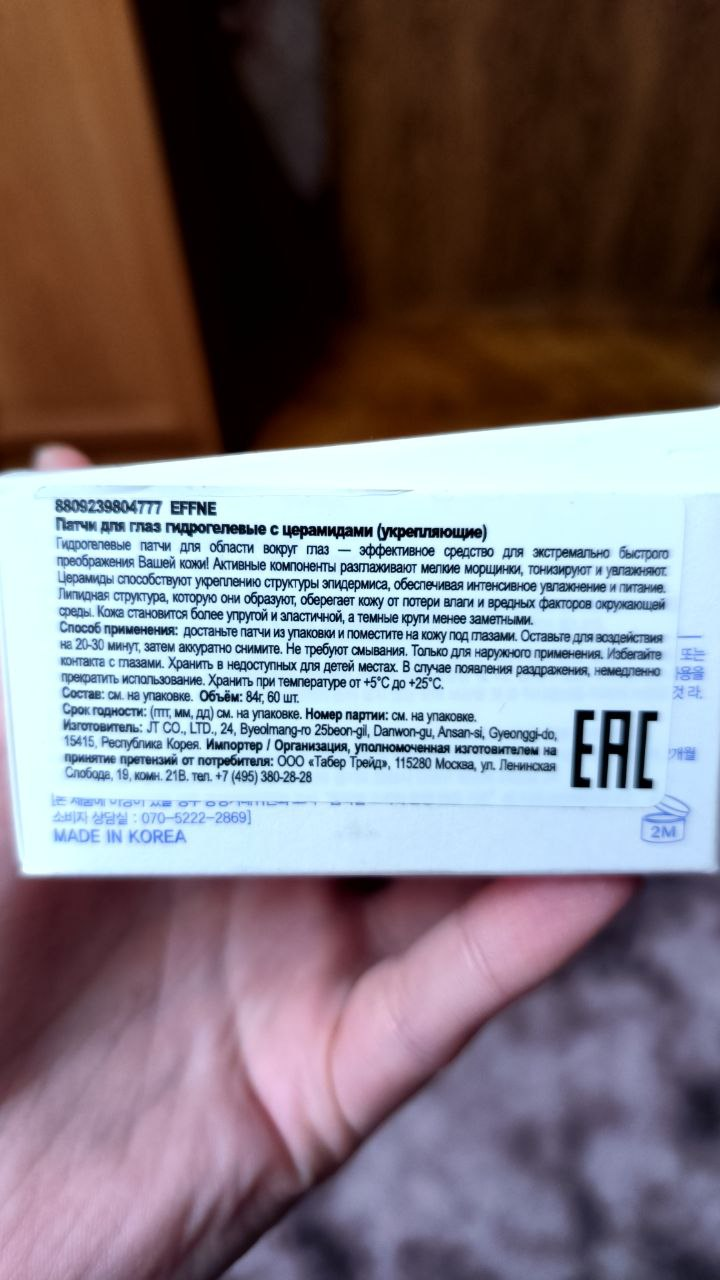 8809239804777 EFFNE
Патчи для глаз гидрогелевые с церамидами (укрепляющие)
Гидрогелевые патчи для области вокруг глаз — эффективное средство для экстремально быстрого
преображения Вашей кожи! Активные компоненты разглаживают мелкие морщинки, тонизируют и увлажняют.
Церамиды способствуют укреплению структуры эпидермиса, обеспечивая интенсивное увлажнение и питание.
Липидная структура, которую они образуют, оберегает кожу от потери влаги и вредных факторов окружающей
среды. Кожа становится более упругой и эластичной, а темные круги менее заметными.
Способ применения: достаньте патчи из упаковки и поместите на кожу под глазами. Оставьте для воздействия
на 20-30 минут, затем аккуратно снимите. Не требуют смывания. Только для наружного применения. Избегайте
контакта с глазами. Хранить в недоступных для детей местах. В случае появления раздражения, немедленно
прекратить использование. Хранить при температуре от +5°С до +25°С.
Состав: см. на упаковке. Объём: 84г, 60 шт.
Срок годности: (гггг, мм, дд) см. на упаковке. Номер партии: см. на упаковке.
Изготовитель: JT CO., LTD., 24, Byeolmang-ro 25beon-gil, Danwon-gu, Ansan-si, Gyeonggi-do,
15415, Республика Корея. Импортер / Организация, уполномоченная изготовителем на
принятие претензий от потребителя: ООО «Табер Трейд», 115280 Москва, ул. Ленинская
Слобода, 19, комн. 21В. тел. +7 (495) 380-28-28
EAC
또는
개월
소비자 상담실 : 070-5222-2869]
MADE IN KOREA
2M